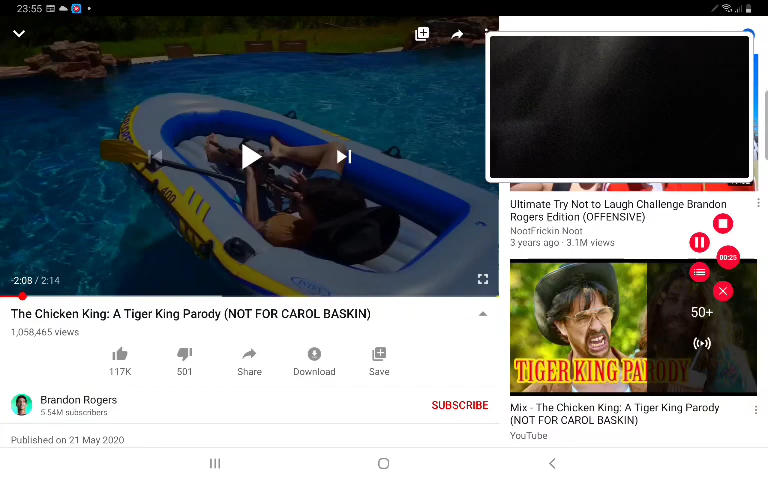 23:55
-2:08 / 2:14
400
INTEX
The Chicken King: A Tiger King Parody (NOT FOR CAROL BASKIN)
1,058,465 views
117K
501
Share
Download
Save
Brandon Rogers
5.54M subscribers
SUBSCRIBE
Published on 21 May 2020
Ultimate Try Not to Laugh Challenge Brandon
Rogers Edition (OFFENSIVE)
NootFrickin Noot
3 years ago · 3.1M views
00:25
50+
TIGER KING PARODY
Mix - The Chicken King: A Tiger King Parody
(NOT FOR CAROL BASKIN)
YouTube